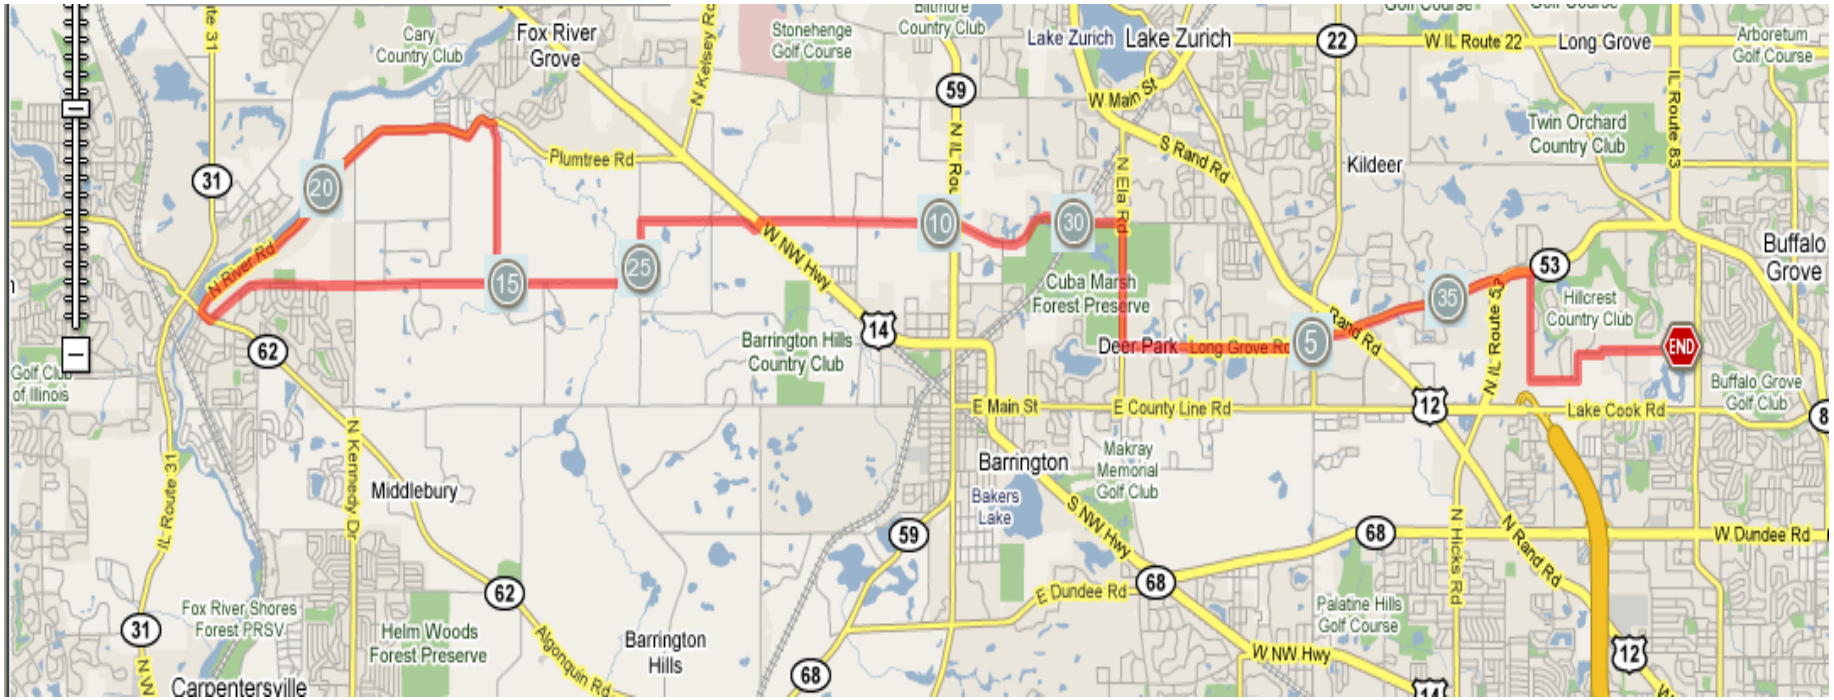 Golf Course
Golf Course
Biltmore
Country Club
te 31
Cary
Country Club
Fox River
Grove
N Kelsey Rd
Stonehenge
Golf Course
59
Lake Zurich
Lake Zurich
22
W IL Route 22
Long Grove
Arboretum
Golf Course
W Main St
IL Route 83
Twin Orchard
Country Club
N IL Rou
S Rand Rd
Kildeer
Plumtree Rd
31
20
N Ela Rd
10
30
W NW Hwy
Buffalo
Grove
N River Rd
15
25
Cuba Marsh
Forest Preserve
35
53
Hillcrest
Country Club
N IL Route 53
62
14
Barrington Hills
Country Club
Deer Park
Long Grove Rd
5
Rand Rd
END
Golf Club
of Illinois
Buffalo Grove
Golf Club
E Main St
E County Line Rd
12
Lake Cook Rd
8
N Kennedy Dr
IL Route 31
Middlebury
Barrington
Makray
Memorial
Golf Club
Bakers
Lake
S NW Hwy
59
68
W Dundee Rd
N Hicks Rd
N Rand Rd
62
E Dundee Rd
68
Fox River Shores
Forest PRSV
31
Helm Woods
Forest Preserve
Algonquin Rd
Barrington
Hills
Palatine Hills
Golf Course
W NW Hwy
12
68
14
Carpentersville